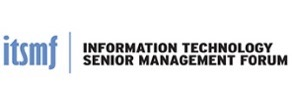 itsmf
INFORMATION TECHNOLOGY
SENIOR MANAGEMENT FORUM